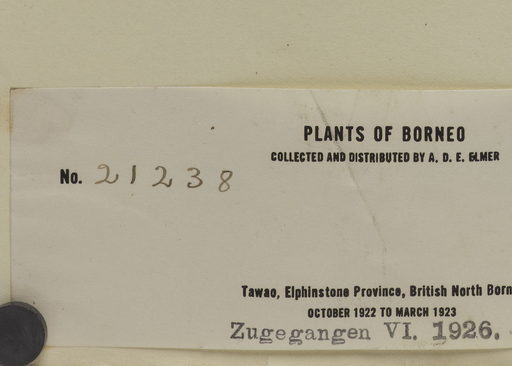 PLANTS OF BORNEO
COLLECTED AND DISTRIBUTED BY A. D. E. ELMER
No. 21238
Tawao, Elphinstone Province, British North Born
OCTOBER 1922 TO MARCH 1923
Zugegangen VI. 1926.